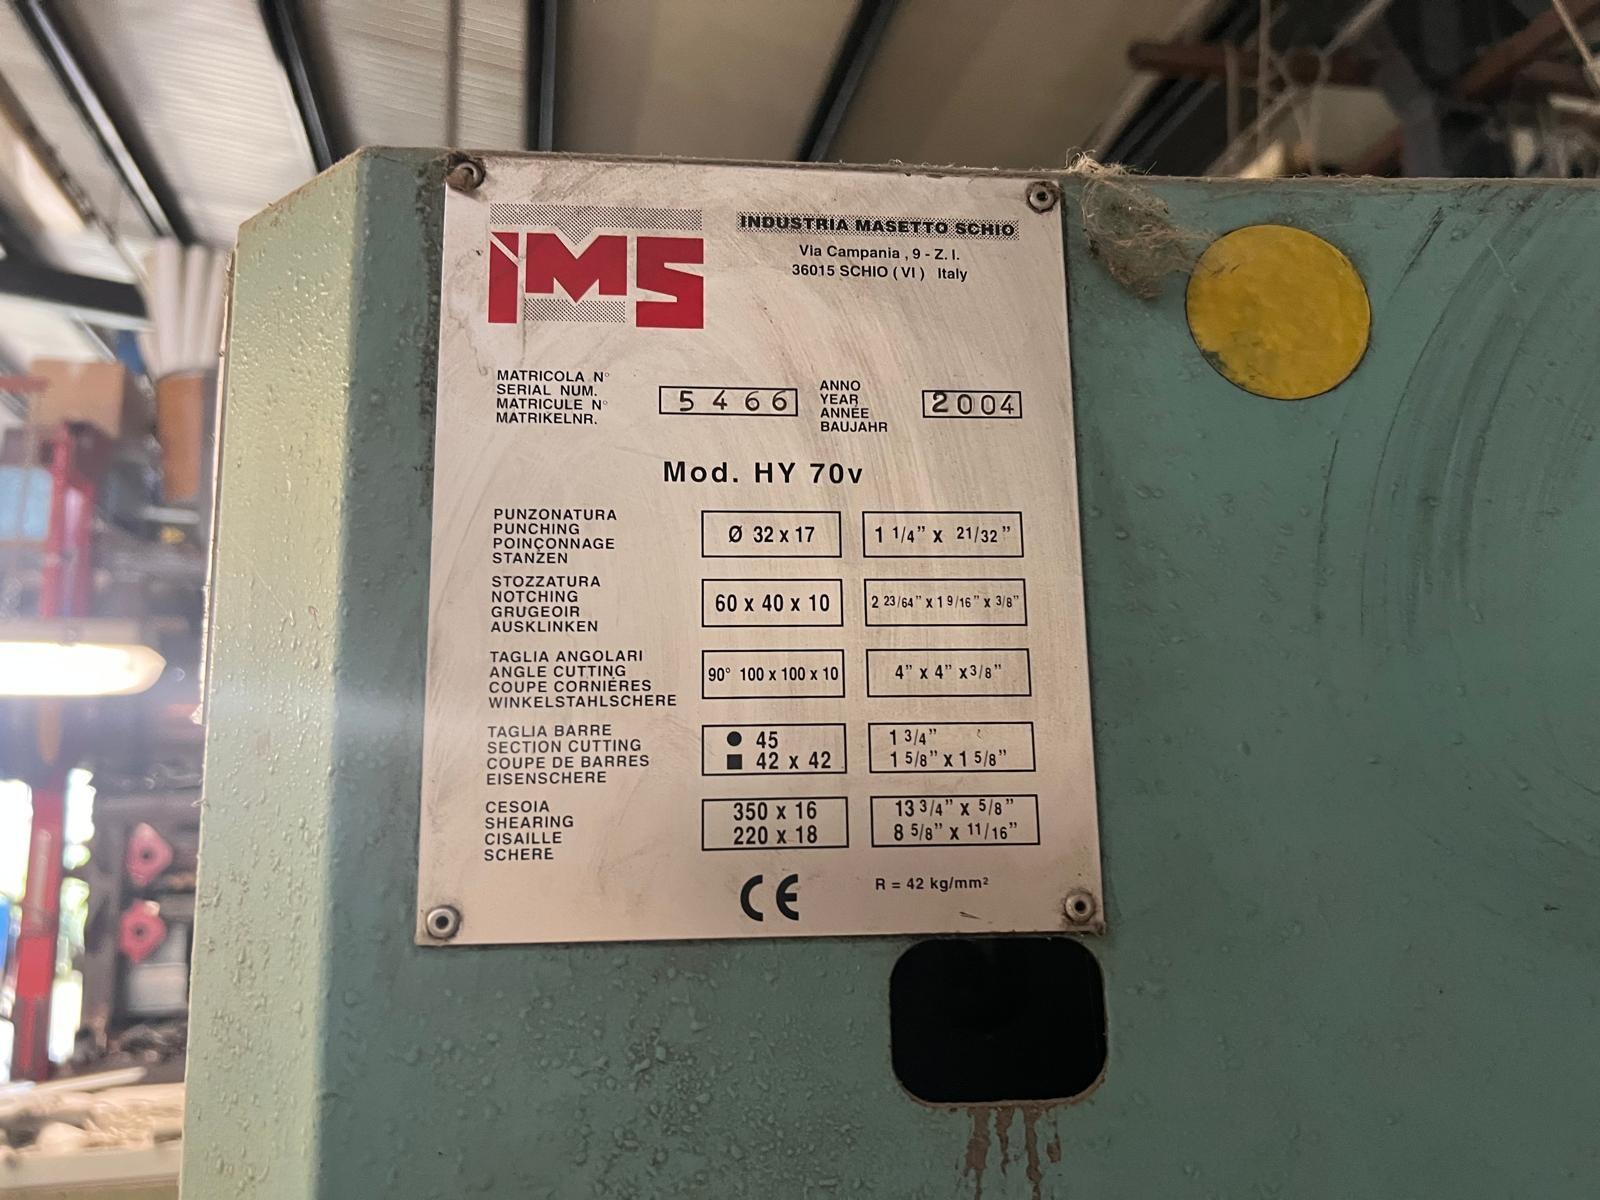 IMS
INDUSTRIA MASETTO SCHIO
Via Campania , 9 - Z. I.
36015 SCHIO ( VI ) Italy
MATRICOLA N°
SERIAL NUM.
MATRICULE N°
MATRIKELNR.
5466
ANNO
YEAR
ANNÉE
BAUJAHR
2004
Mod. HY 70v
PUNZONATURA
PUNCHING
POINÇONNAGE
STANZEN
Ø 32 x 17
1 1/4” x 21/32”
STOZZATURA
NOTCHING
GRUGEOIR
AUSKLINKEN
60 x 40 x 10
2 23/64” x 1 9/16” x 3/8”
TAGLIA ANGOLARI
ANGLE CUTTING
COUPE CORNIÈRES
WINKELSTAHLSCHERE
90° 100 x 100 x 10
4” x 4” x 3/8”
TAGLIA BARRE
SECTION CUTTING
COUPE DE BARRES
EISENSCHERE
● 45
■ 42 x 42
1 3/4”
1 5/8” x 1 5/8”
CESOIA
SHEARING
CISAILLE
SCHERE
350 x 16
220 x 18
13 3/4” x 5/8”
8 5/8” x 11/16”
CE
R = 42 kg/mm²